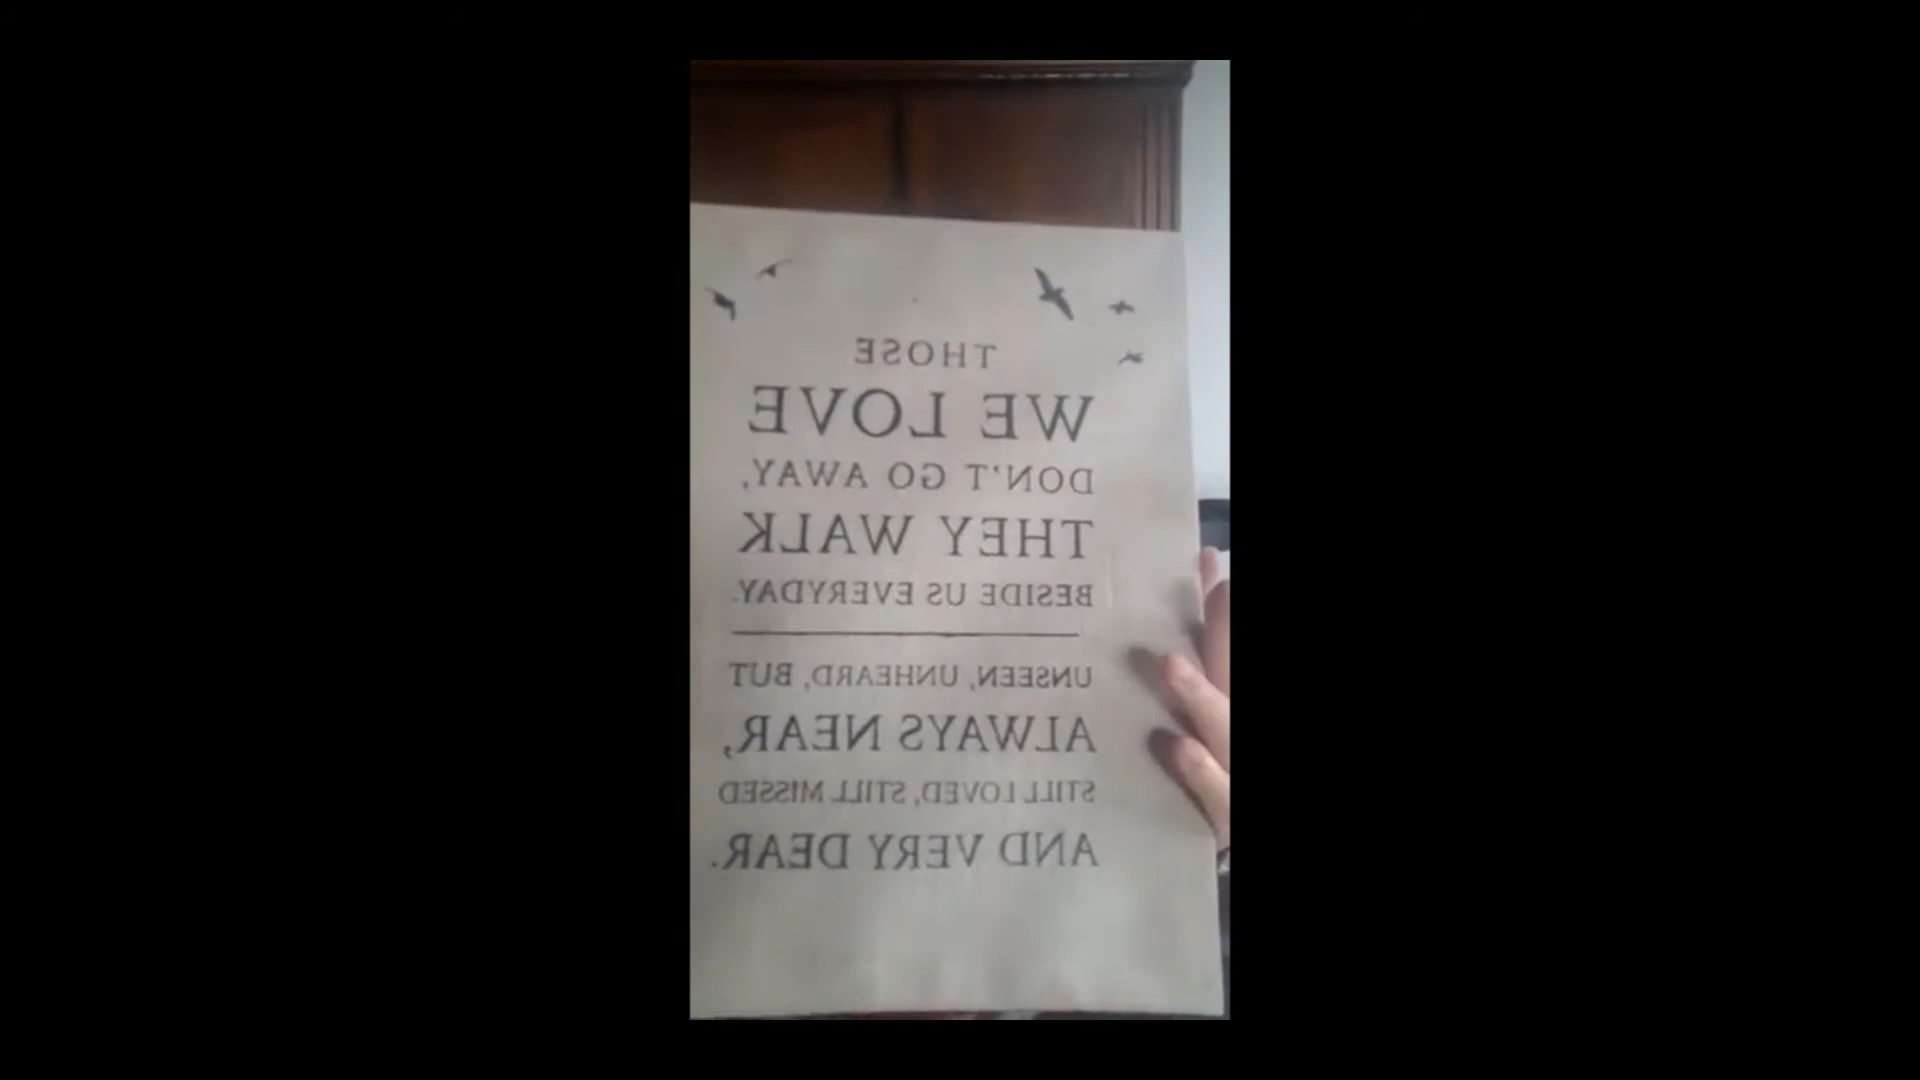 THOSE
WE LOVE
DON'T GO AWAY,
THEY WALK
BESIDE US EVERYDAY.
UNSEEN, UNHEARD, BUT
ALWAYS NEAR,
STILL LOVED, STILL MISSED
AND VERY DEAR.